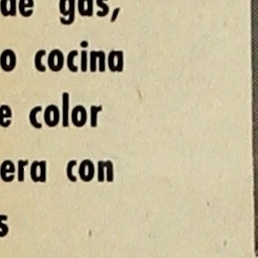 de gas,
o cocina
e color
era con
s